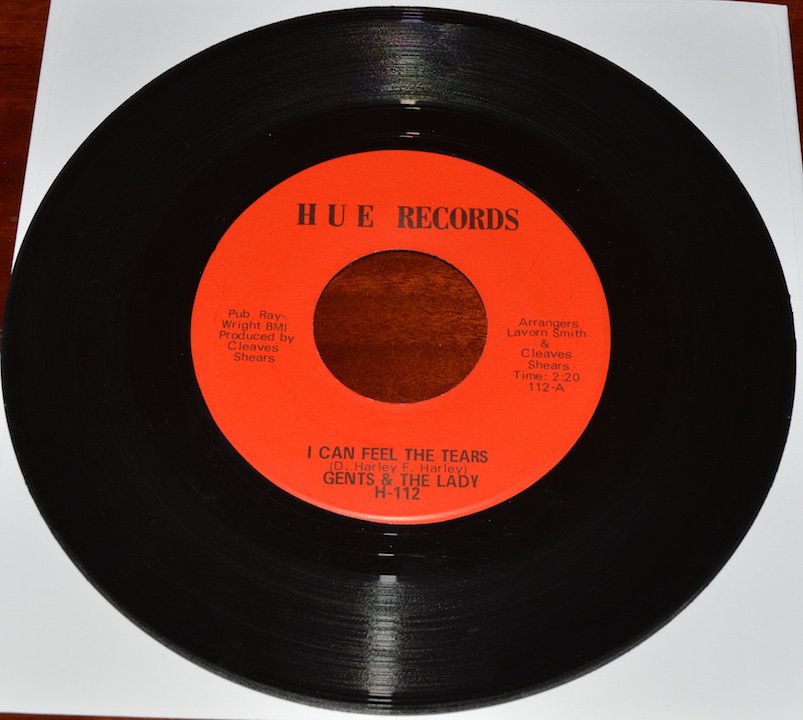 HUE RECORDS
Pub. Ray-
Wright BMI
Produced by
Cleaves
Shears
Arrangers
Lavorn Smith
&
Cleaves
Shears
Time: 2:20
112-A
I CAN FEEL THE TEARS
(D. Harley F. Harley)
GENTS & THE LADY
H-112